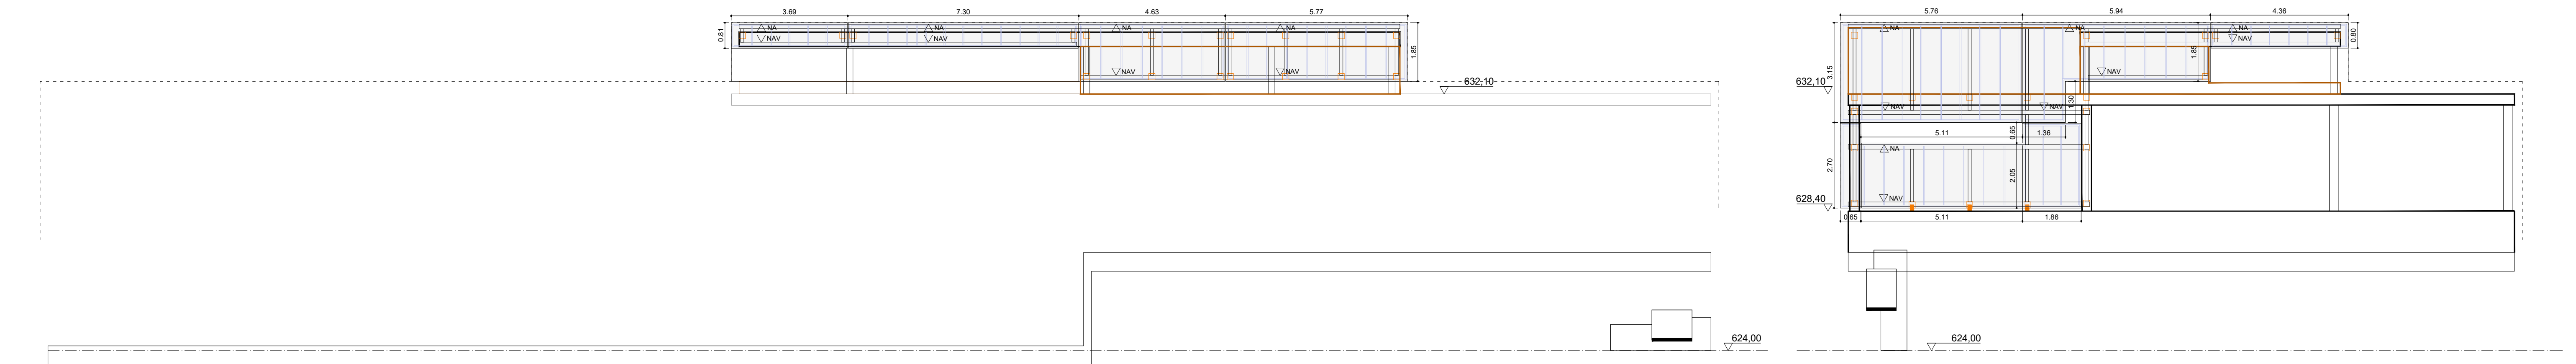 3.69 7.30 4.63 5.77
0.81
NA NA NA NA
NAV NAV
NAV NAV
1.85
632,10
624,00
5.76 5.94 4.36
NA NA NA
NAV
0.80
3.15
1.85
NAV
632,10
NAV NAV
1.30
5.11 0.65 1.36
NA
2.70
2.05
628,40
NAV
0.65 5.11 1.86
624,00